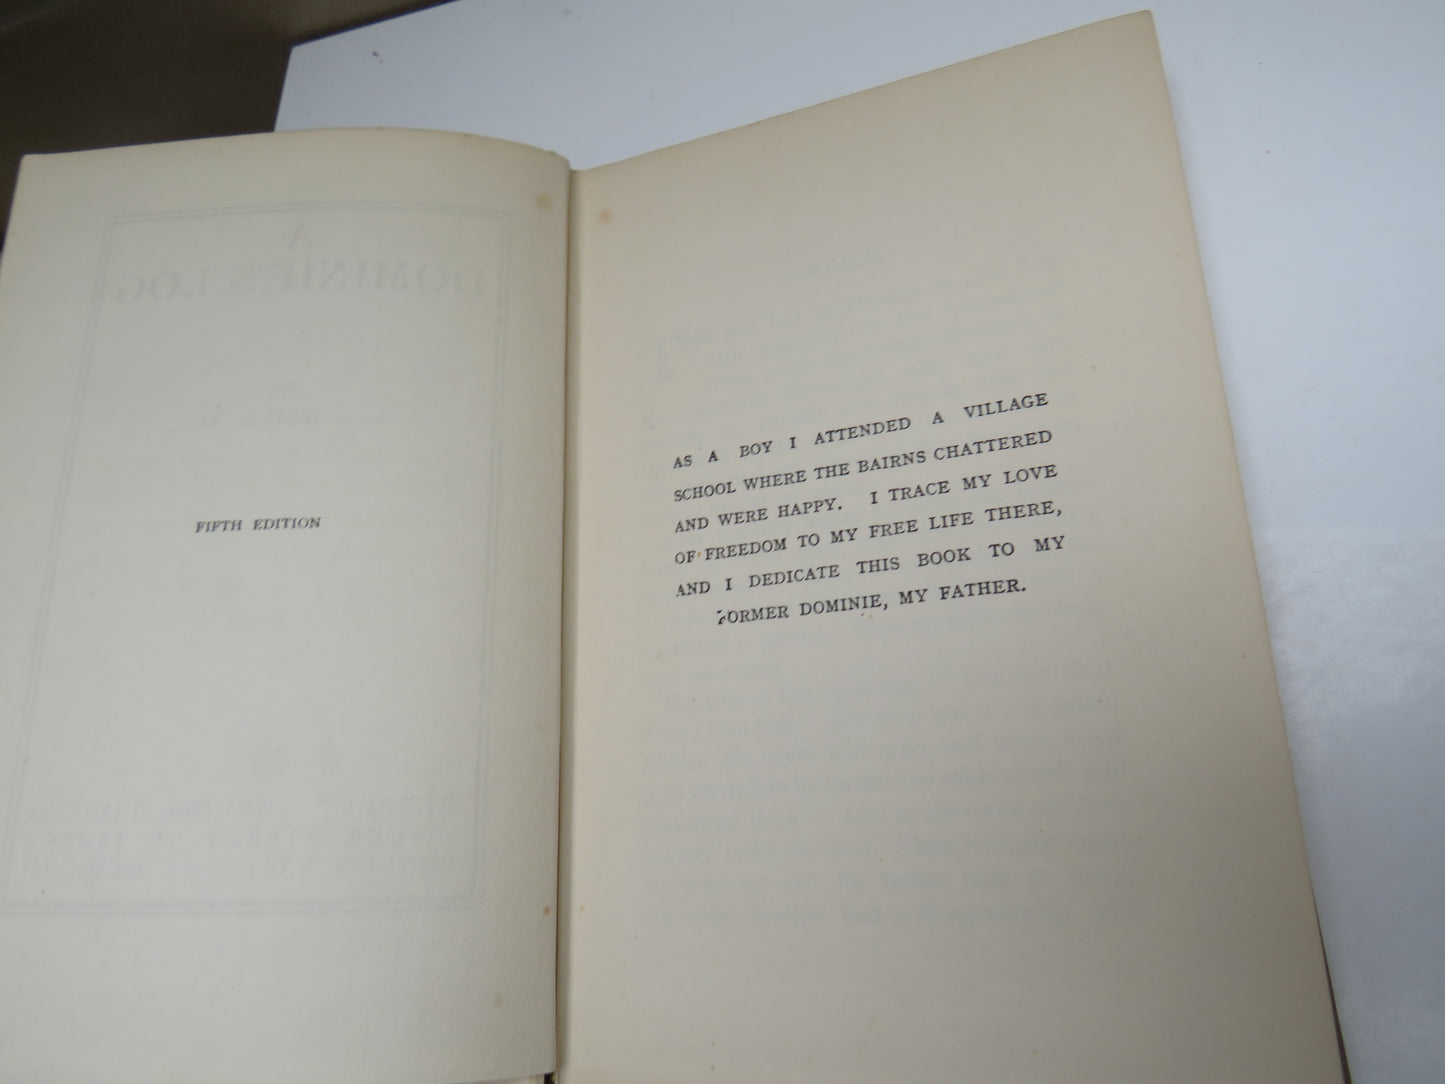 FIFTH EDITION
AS A BOY I ATTENDED A VILLAGE
SCHOOL WHERE THE BAIRNS CHATTERED
AND WERE HAPPY. I TRACE MY LOVE
OF FREEDOM TO MY FREE LIFE THERE,
AND I DEDICATE THIS BOOK TO MY
FORMER DOMINIE, MY FATHER.